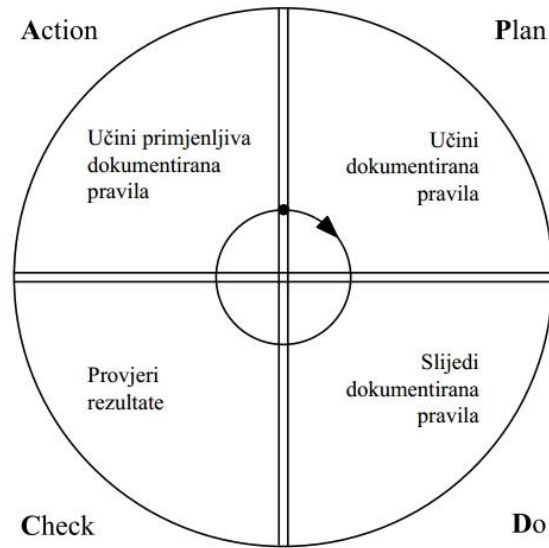 Action
Plan
Učini primjenljiva
dokumentirana
pravila
Učini
dokumentirana
pravila
Provjeri
rezultate
Slijedi
dokumentirana
pravila
Check
Do